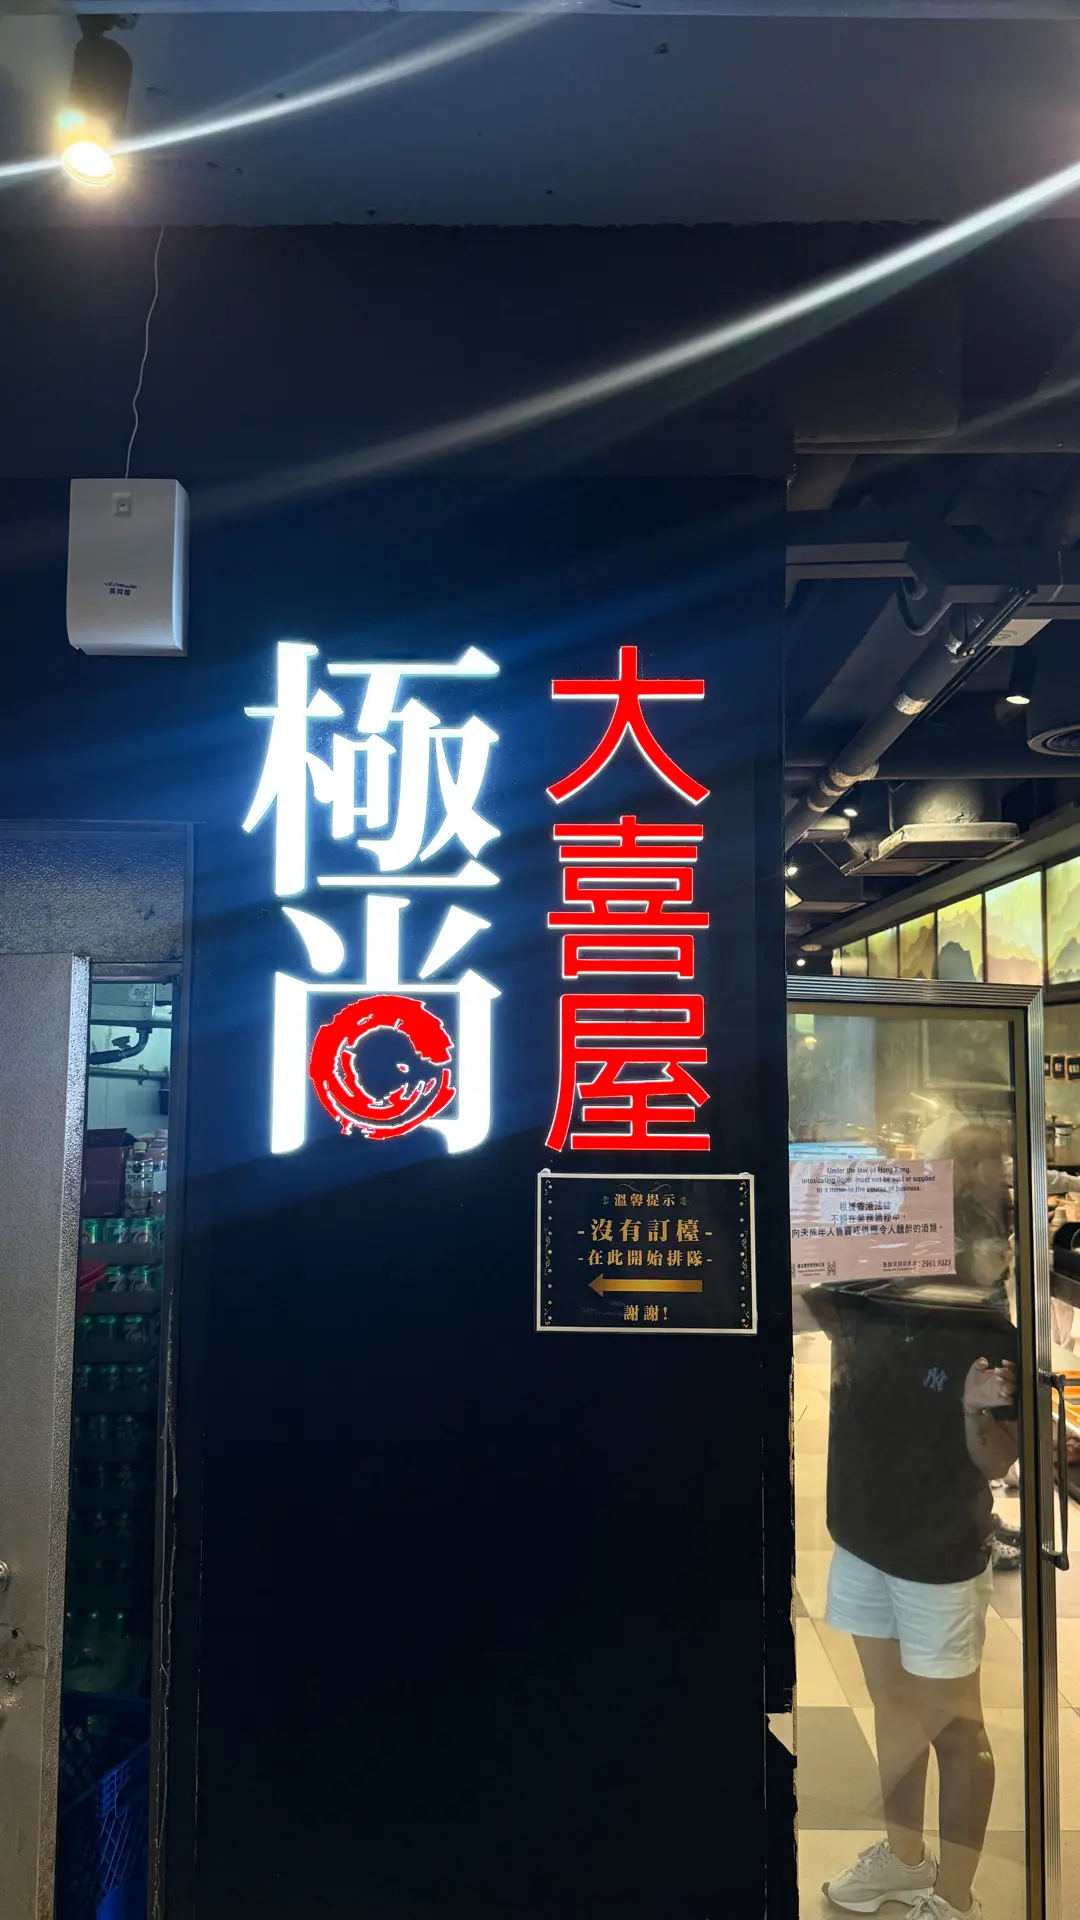 極尚
大喜屋
溫馨提示
-沒有訂檯-
-在此開始排隊-
謝謝!
Under the law of Hong Kong,
intoxicating liquor must not be sold or supplied
to a minor in the course of business.
根據香港法律,
不得在業務過程中,
向未成年人售賣或供應令人醺醉的酒類。
2961 8823
NY